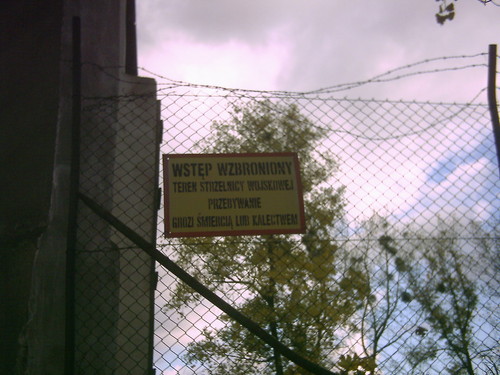 WSTĘP WZBRONIONY
TEREN STRZELNICY WOJSKOWEJ
PRZEBYWANIE
GROZI ŚMIERCIĄ LUB KALECTWEM